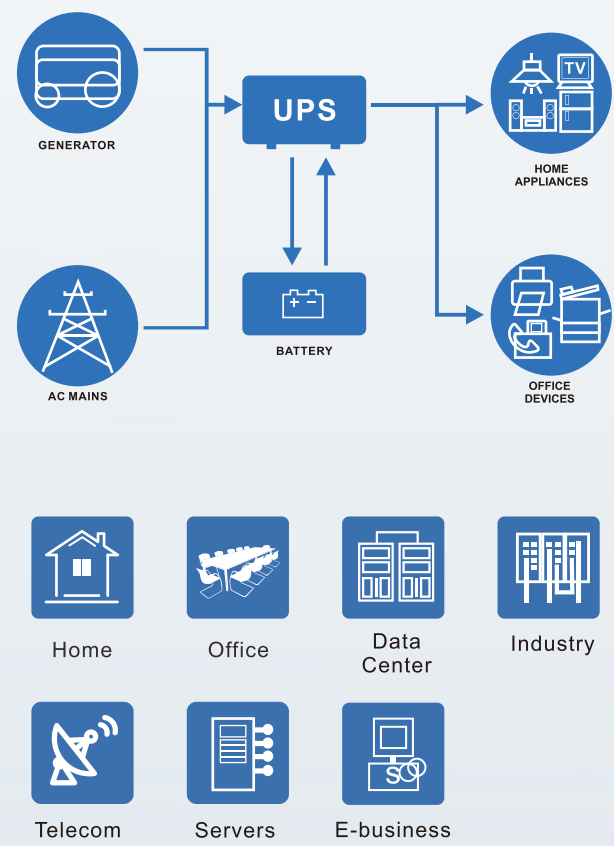 GENERATOR
UPS
TV
HOME
APPLIANCES
BATTERY
AC MAINS
OFFICE
DEVICES
Home
Office
Data
Center
Industry
S
Telecom
Servers
E-business